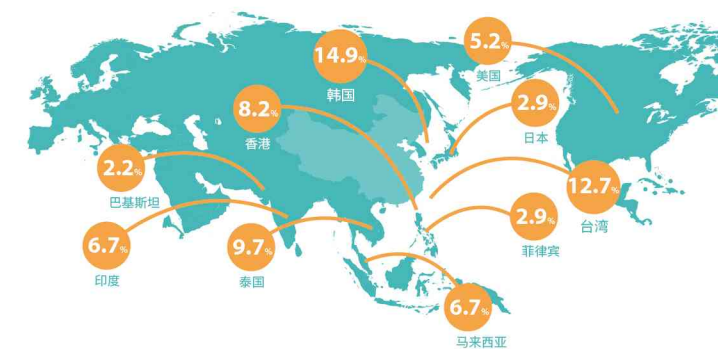 5.2%
美国
14.9%
韩国
8.2%
香港
2.9%
日本
2.2%
巴基斯坦
12.7%
台湾
2.9%
菲律宾
6.7%
印度
9.7%
泰国
6.7%
马来西亚